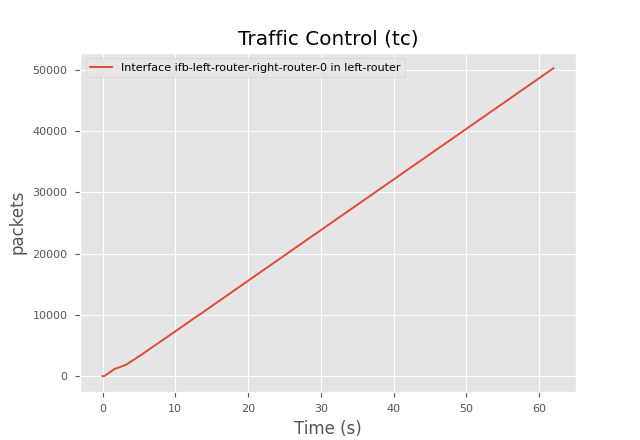 Traffic Control (tc)
Interface ifb-left-router-right-router-0 in left-router
packets
50000
40000
30000
20000
10000
0
0 10 20 30 40 50 60
Time (s)